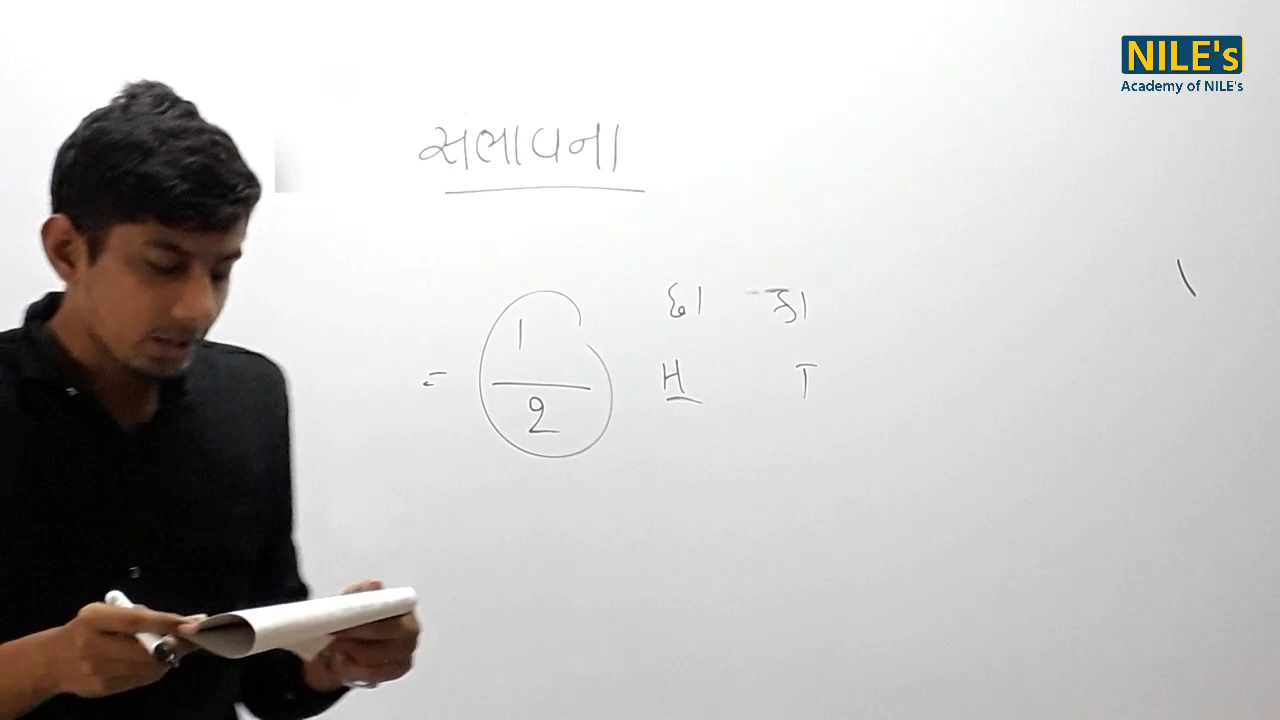 NILE's
Academy of NILE's
સંભાવના
છા કા
= 1/2 H T